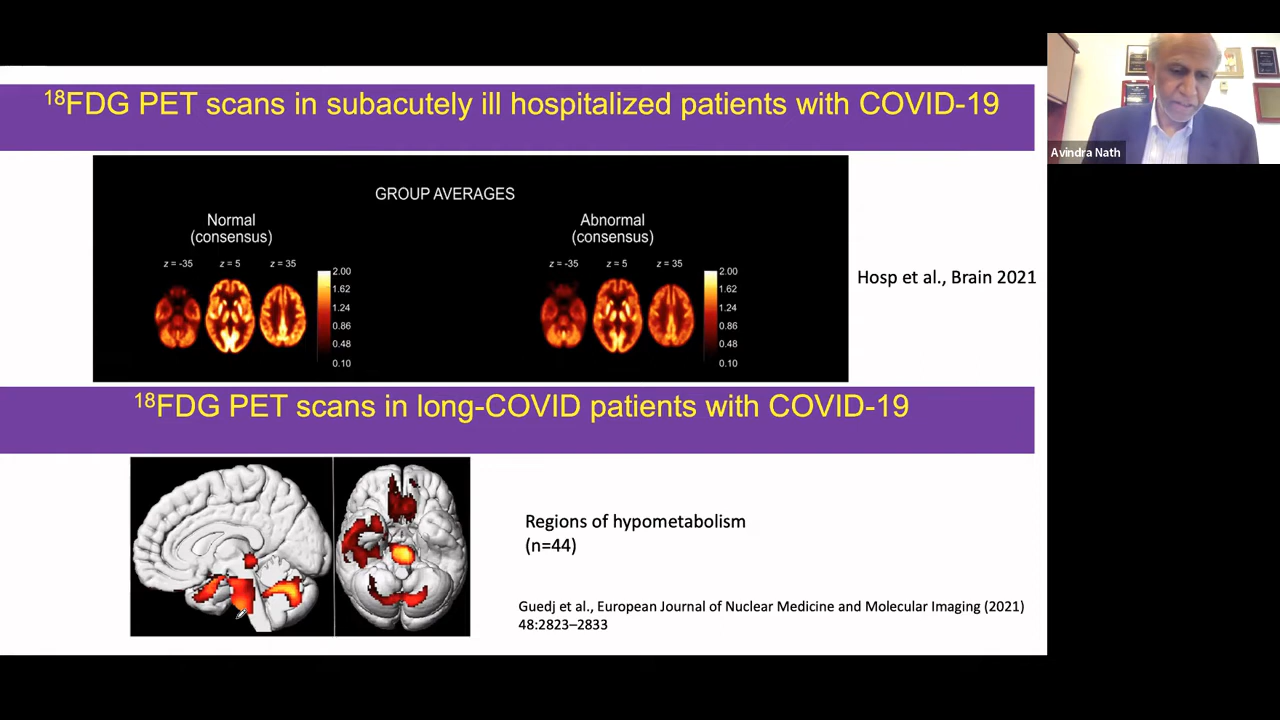 18FDG PET scans in subacutely ill hospitalized patients with COVID-19
Avindra Nath
GROUP AVERAGES
Normal
(consensus)
Abnormal
(consensus)
z = -35 z = 5 z = 35
z = -35 z = 5 z = 35
2.00
1.62
1.24
0.86
0.48
0.10
2.00
1.62
1.24
0.86
0.48
0.10
Hosp et al., Brain 2021
18FDG PET scans in long-COVID patients with COVID-19
Regions of hypometabolism
(n=44)
Guedj et al., European Journal of Nuclear Medicine and Molecular Imaging (2021)
48:2823–2833